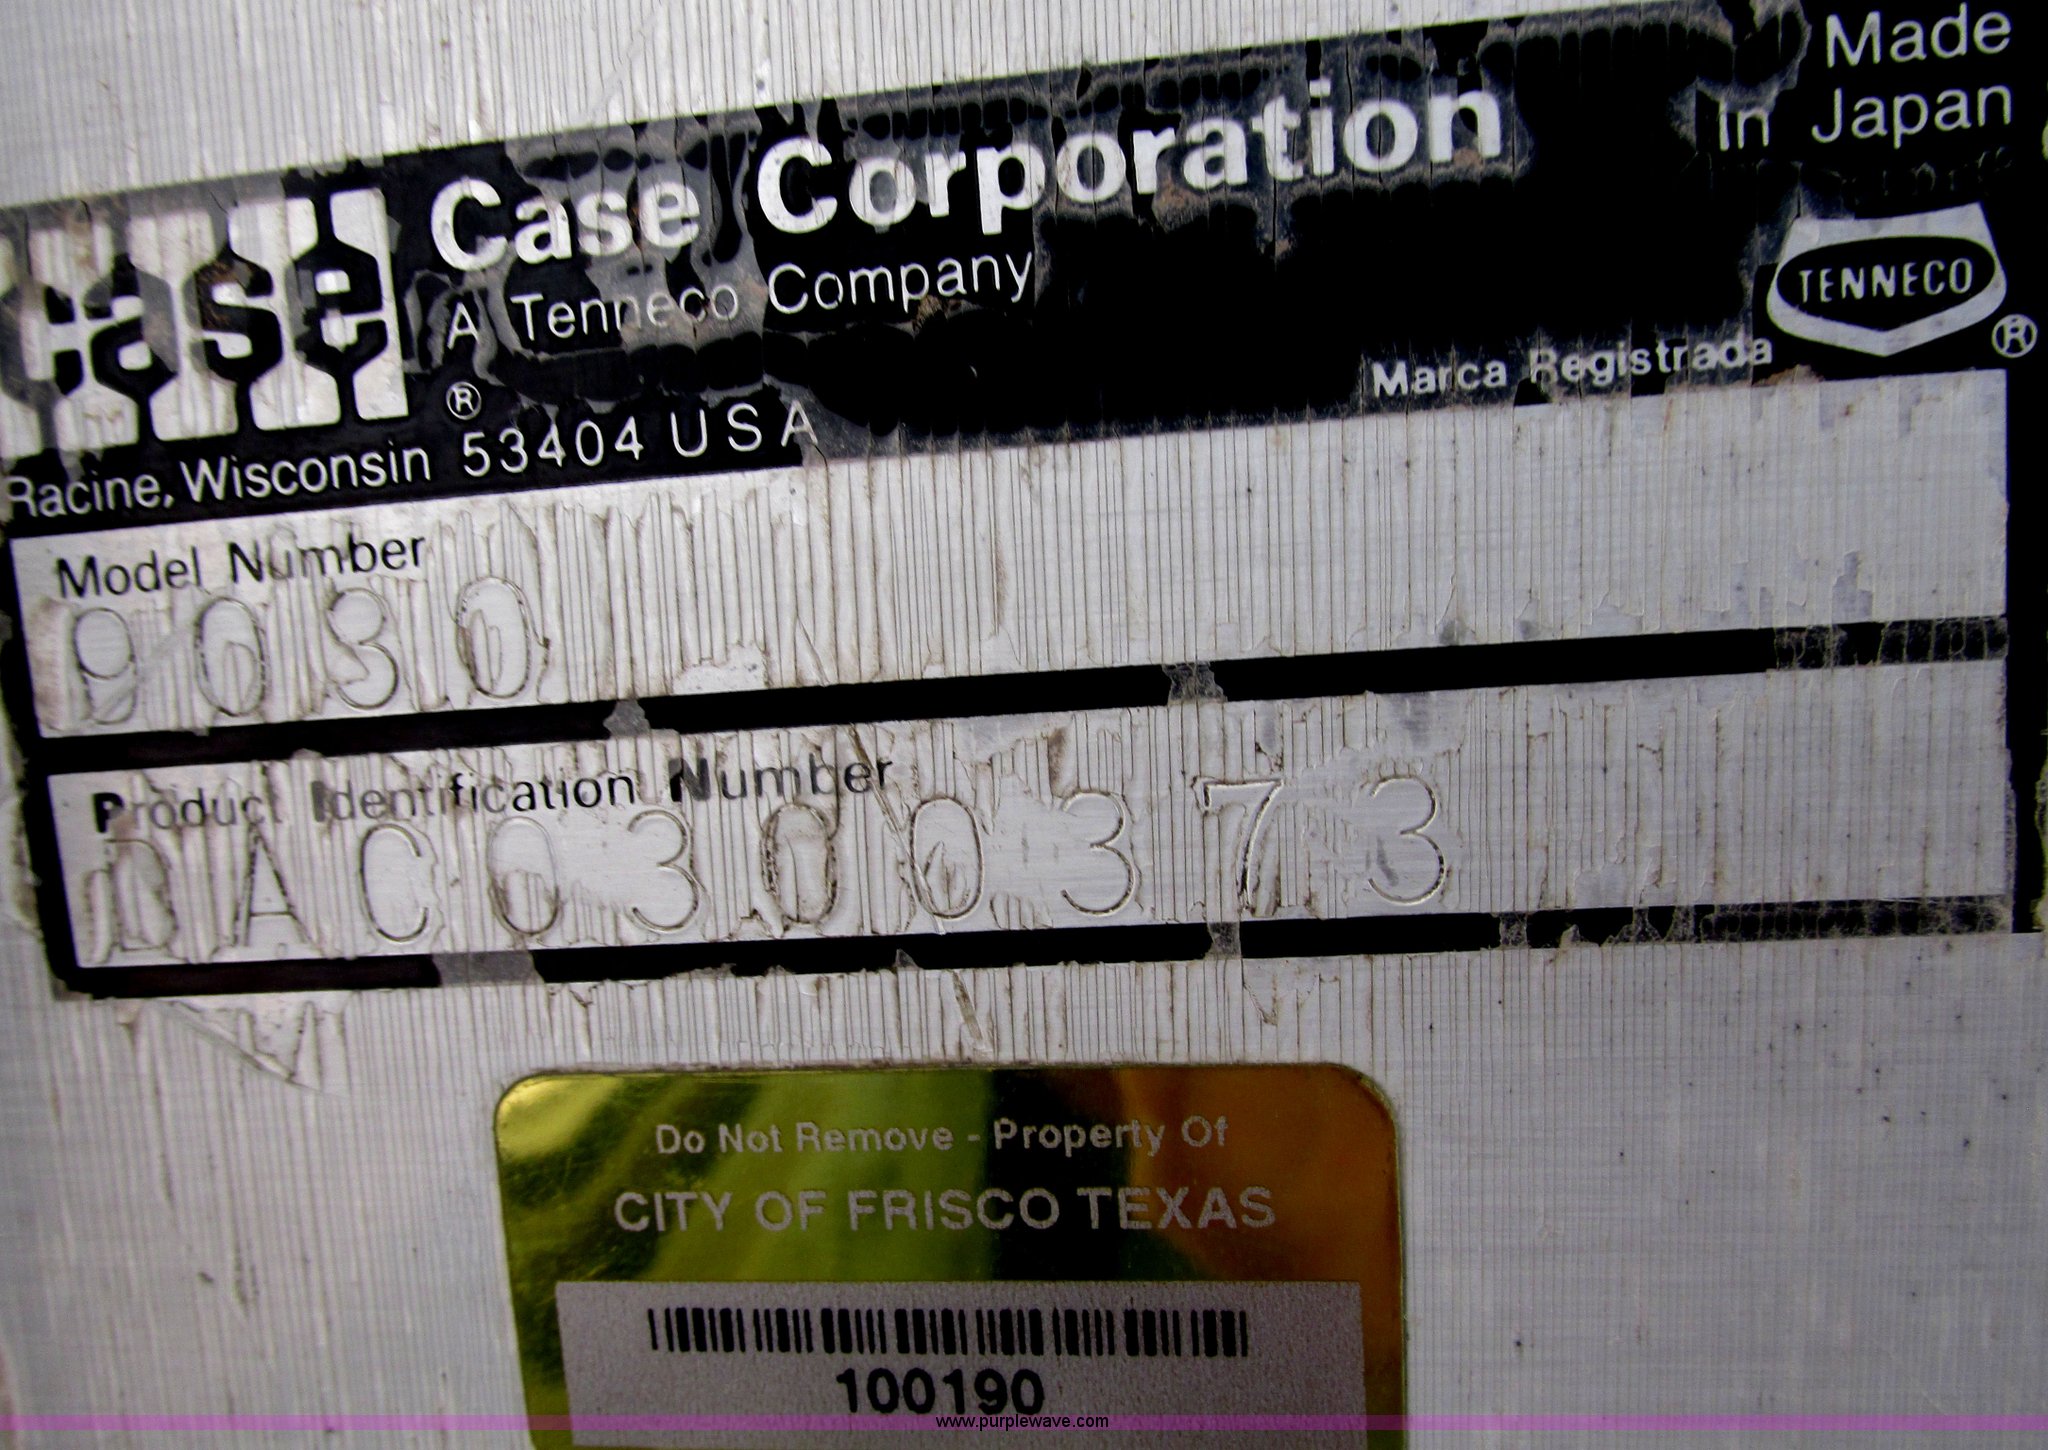 Made
In Japan
case
Case Corporation
A Tenneco Company
TENNECO
®
Marca Registrada
®
Racine, Wisconsin 53404 USA
Model Number
9030
Product Identification Number
DAC0300373
Do Not Remove - Property Of
CITY OF FRISCO TEXAS
100190
www.purplewave.com